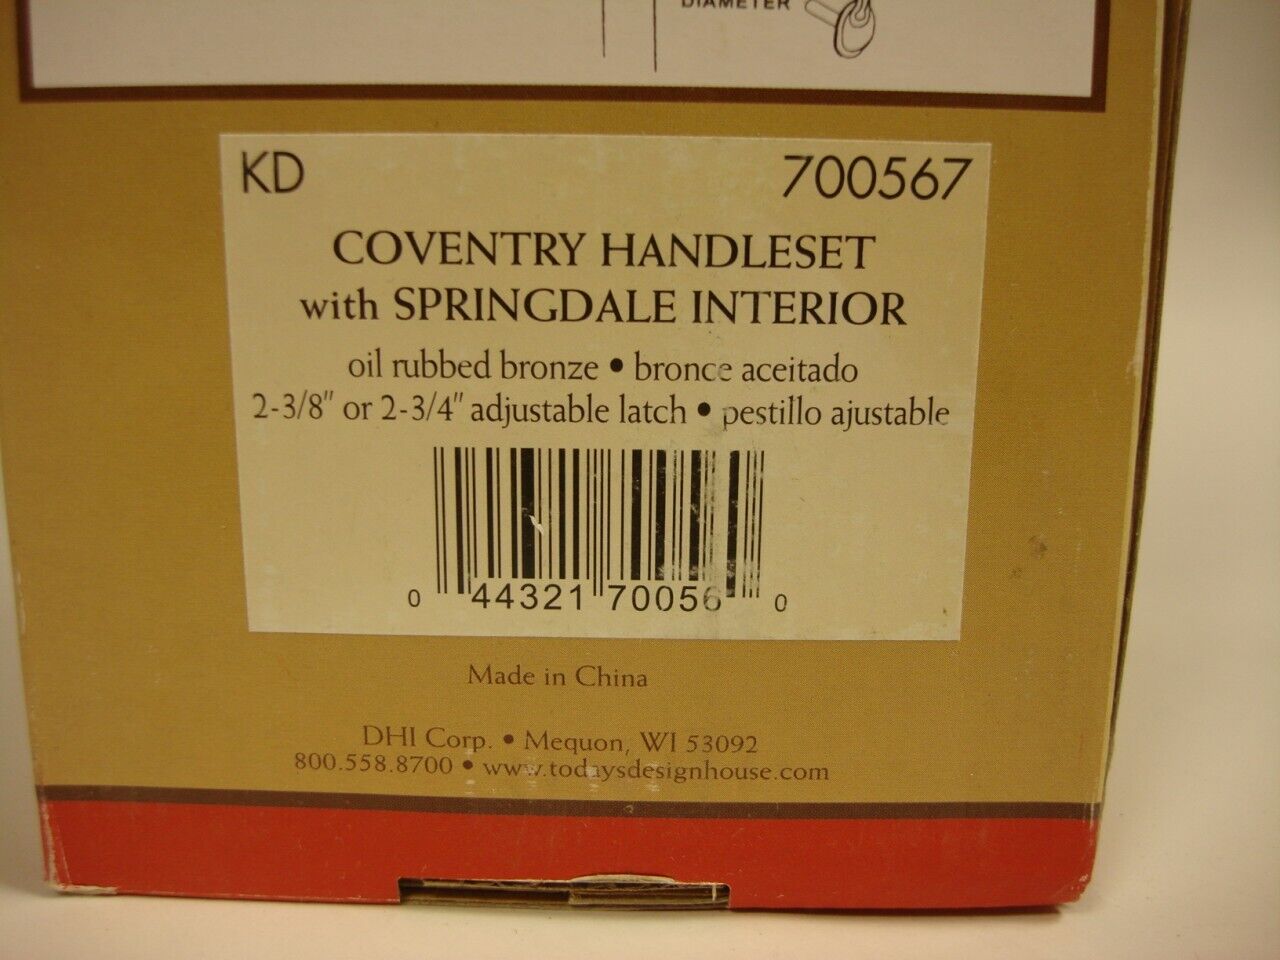 DIAMETER
KD 700567
COVENTRY HANDLESET
with SPRINGDALE INTERIOR
oil rubbed bronze • bronce aceitado
2-3/8" or 2-3/4" adjustable latch • pestillo ajustable
0 44321 70056 0
Made in China
DHI Corp. • Mequon, WI 53092
800.558.8700 • www.todaysdesignhouse.com